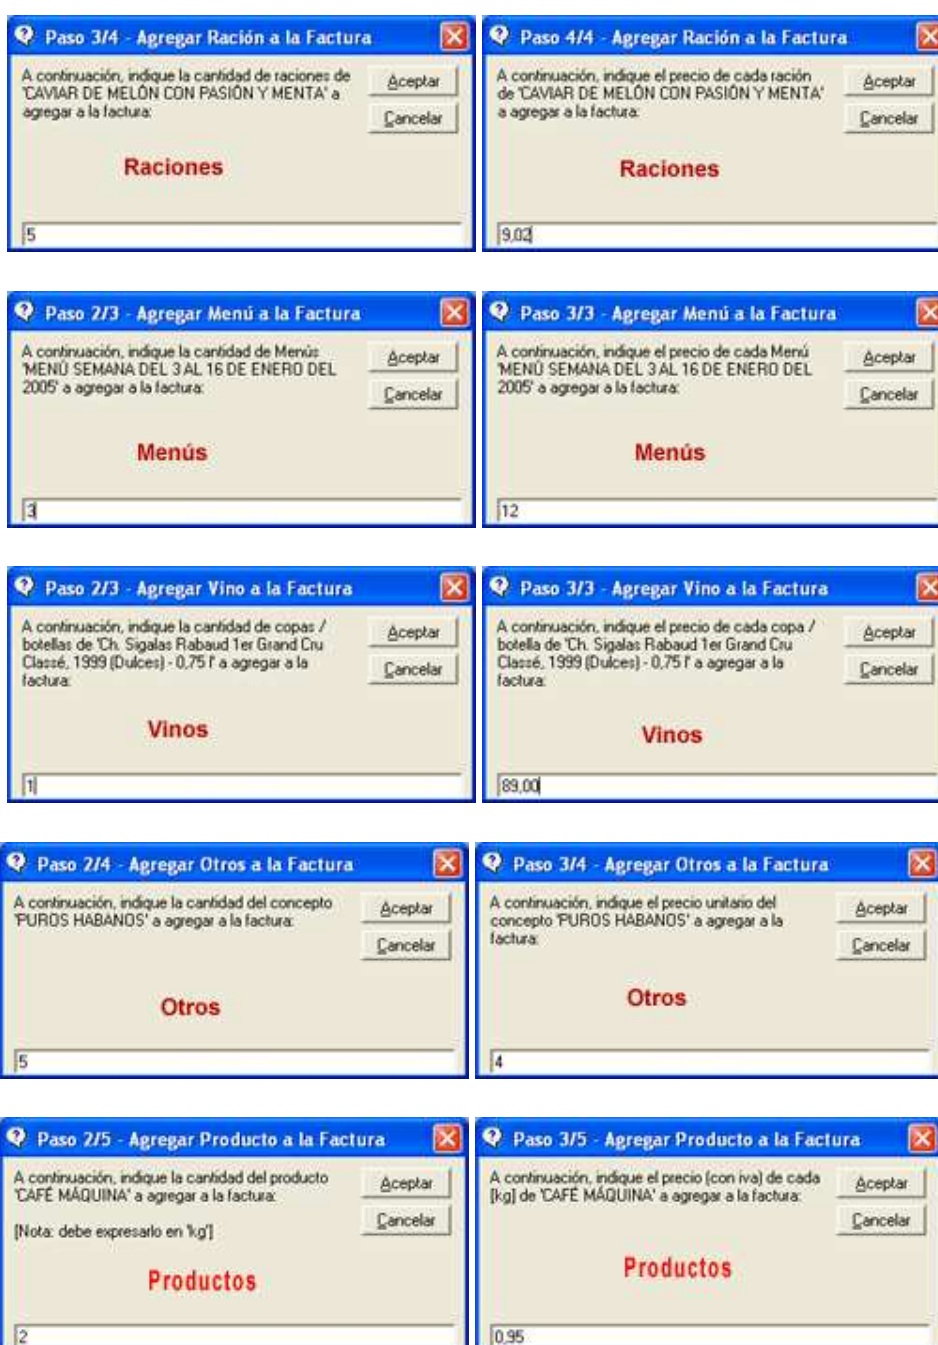 Paso 3/4 - Agregar Ración a la Factura
A continuación, indique la cantidad de raciones de
'CAVIAR DE MELÓN CON PASIÓN Y MENTA' a
agregar a la factura:
Aceptar
Cancelar
Raciones
5
Paso 4/4 - Agregar Ración a la Factura
A continuación, indique el precio de cada ración
de 'CAVIAR DE MELÓN CON PASIÓN Y MENTA'
a agregar a la factura:
Aceptar
Cancelar
Raciones
9,02
Paso 2/3 - Agregar Menú a la Factura
A continuación, indique la cantidad de Menús
'MENÚ SEMANA DEL 3 AL 16 DE ENERO DEL
2005' a agregar a la factura:
Aceptar
Cancelar
Menús
3
Paso 3/3 - Agregar Menú a la Factura
A continuación, indique el precio de cada Menú
'MENÚ SEMANA DEL 3 AL 16 DE ENERO DEL
2005' a agregar a la factura:
Aceptar
Cancelar
Menús
12
Paso 2/3 - Agregar Vino a la Factura
A continuación, indique la cantidad de copas /
botellas de 'Ch. Sigalas Rabaud 1er Grand Cru
Classé, 1999 (Dulces) - 0,75 l' a agregar a la
factura:
Aceptar
Cancelar
Vinos
1
Paso 3/3 - Agregar Vino a la Factura
A continuación, indique el precio de cada copa /
botella de 'Ch. Sigalas Rabaud 1er Grand Cru
Classé, 1999 (Dulces) - 0,75 l' a agregar a la
factura:
Aceptar
Cancelar
Vinos
89,00
Paso 2/4 - Agregar Otros a la Factura
A continuación, indique la cantidad del concepto
'PUROS HABANOS' a agregar a la factura:
Aceptar
Cancelar
Otros
5
Paso 3/4 - Agregar Otros a la Factura
A continuación, indique el precio unitario del
concepto 'PUROS HABANOS' a agregar a la
factura:
Aceptar
Cancelar
Otros
4
Paso 2/5 - Agregar Producto a la Factura
A continuación, indique la cantidad del producto
'CAFÉ MÁQUINA' a agregar a la factura:
[Nota: debe expresarlo en 'kg']
Aceptar
Cancelar
Productos
2
Paso 3/5 - Agregar Producto a la Factura
A continuación, indique el precio (con iva) de cada
[kg] de 'CAFÉ MÁQUINA' a agregar a la factura:
Aceptar
Cancelar
Productos
0,95